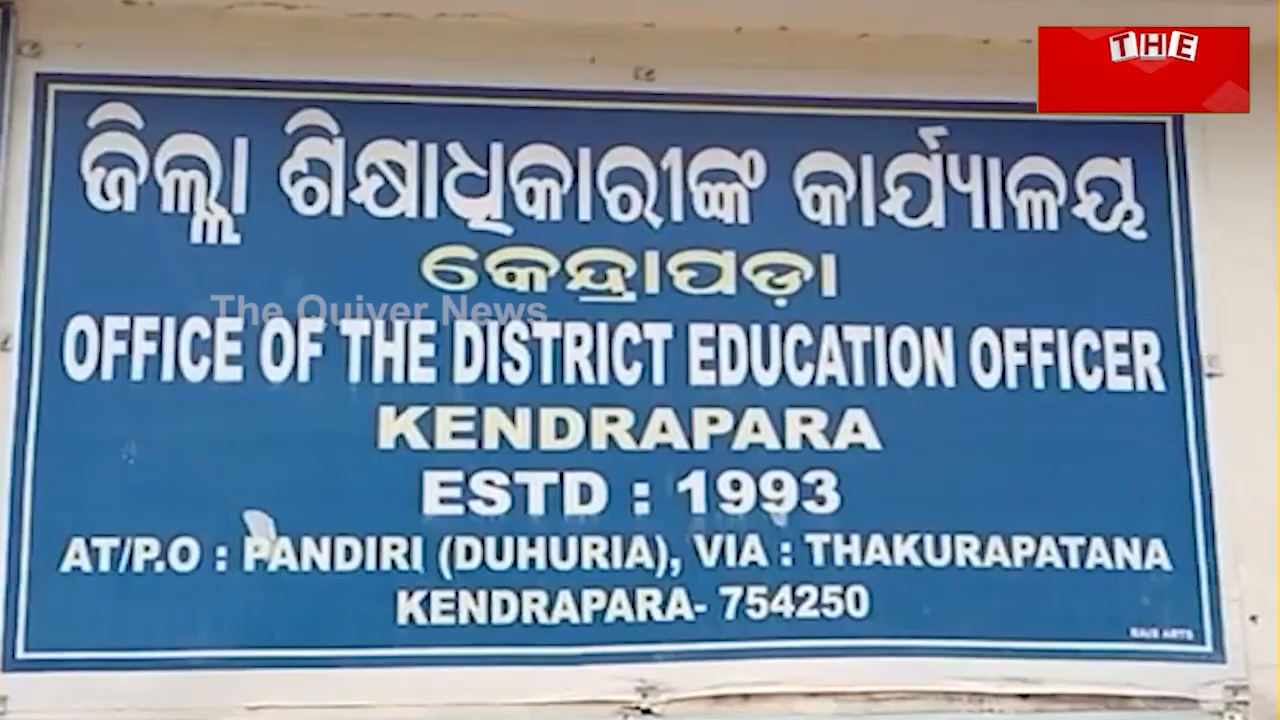 THE
ଜିଲ୍ଲା ଶିକ୍ଷାଧିକାରୀଙ୍କ କାର୍ଯ୍ୟାଳୟ
କେନ୍ଦ୍ରାପଡ଼ା
The Quiver News
OFFICE OF THE DISTRICT EDUCATION OFFICER
KENDRAPARA
ESTD : 1993
AT/P.O : PANDIRI (DUHURIA), VIA : THAKURAPATANA
KENDRAPARA- 754250